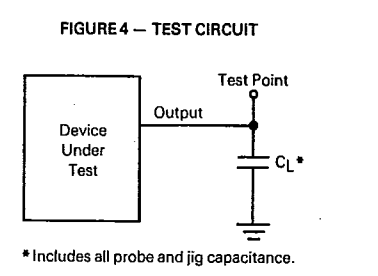 FIGURE 4 — TEST CIRCUIT
Test Point
Output
Device
Under
Test
CL*
*Includes all probe and jig capacitance.